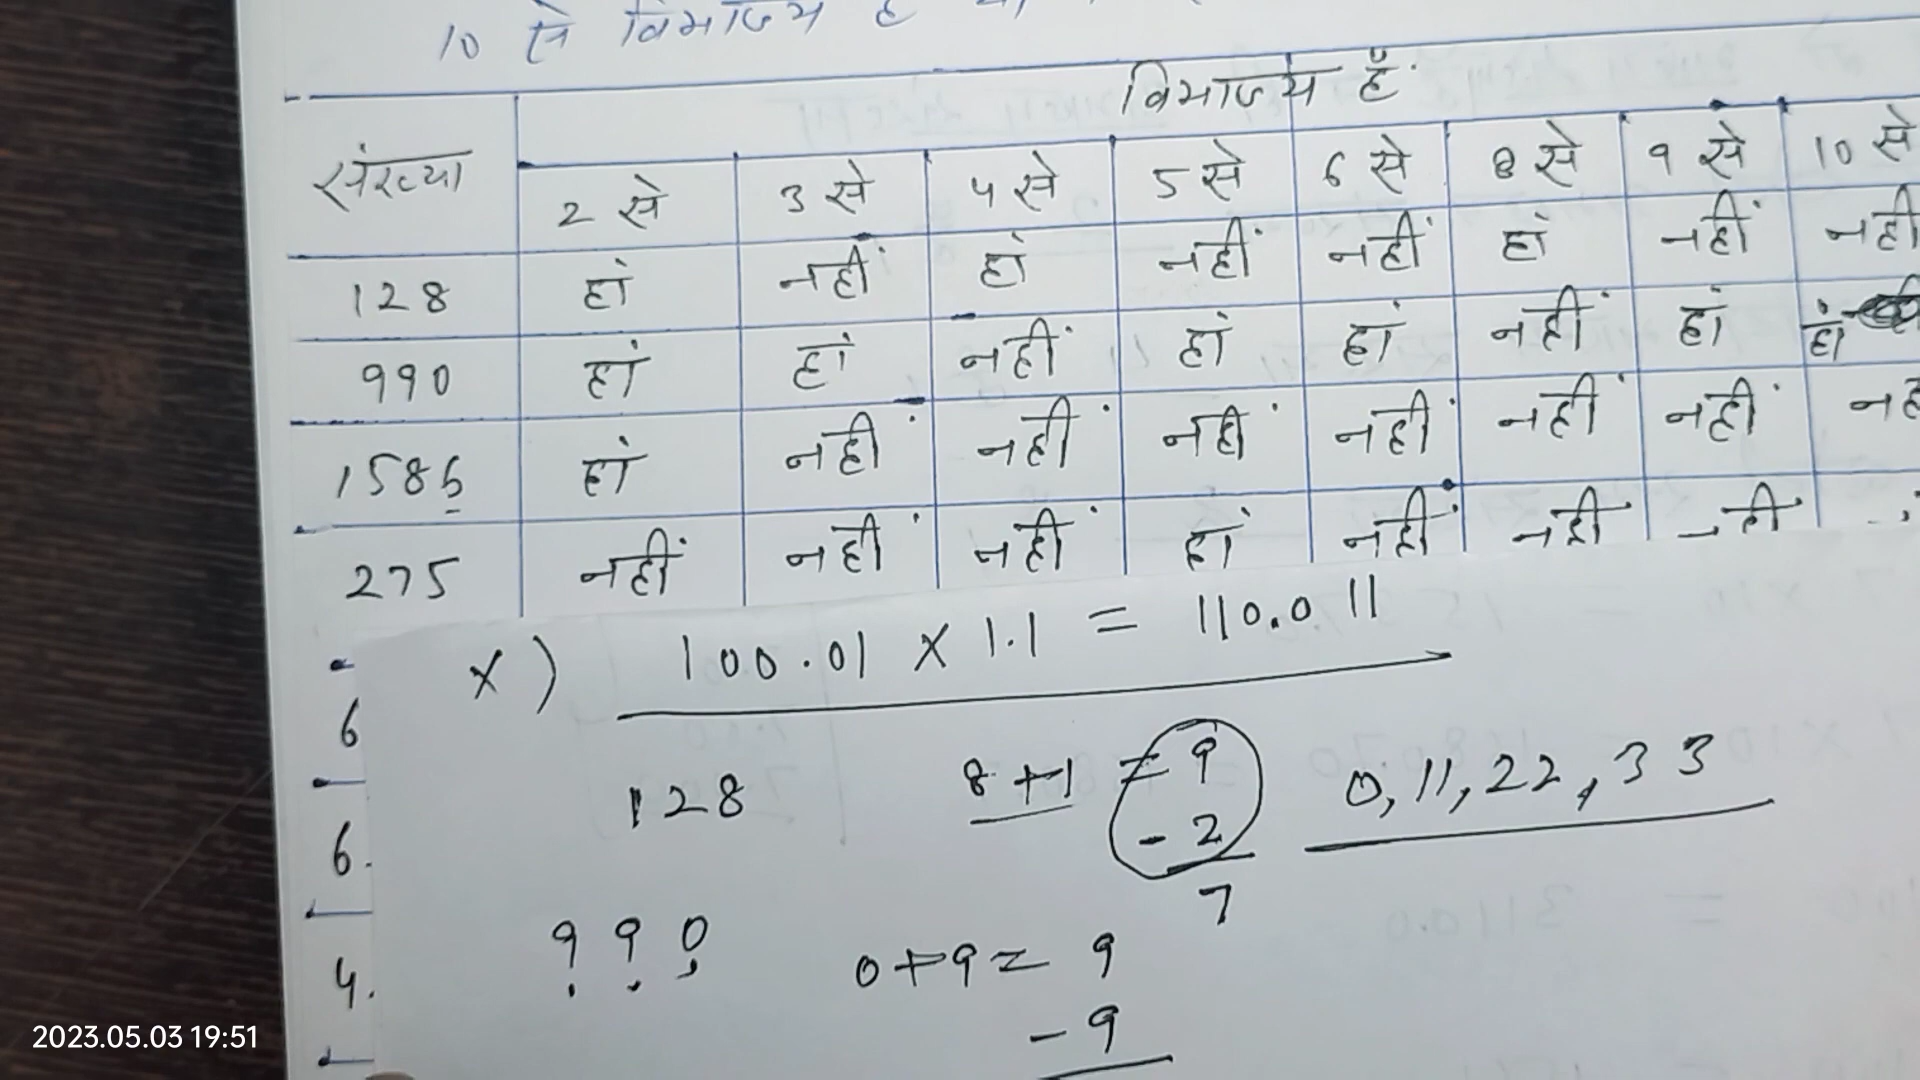 10 से विभाज्य है
संख्या विभाज्य हैं
2 से 3 से 4 से 5 से 6 से 8 से 9 से 10 से
128 हां नहीं हां नहीं नहीं हां नहीं नहीं
990 हां हां नहीं हां हां नहीं हां हां
1586 हां नहीं नहीं नहीं नहीं नहीं नहीं
275 नहीं नहीं नहीं हां नहीं नहीं
x) 100.01 x 1.1 = 110.011
6
128 8+1 = 9 0, 11, 22, 33
- 2
6.
7
990 0+9= 9
4.
- 9
2023.05.03 19:51